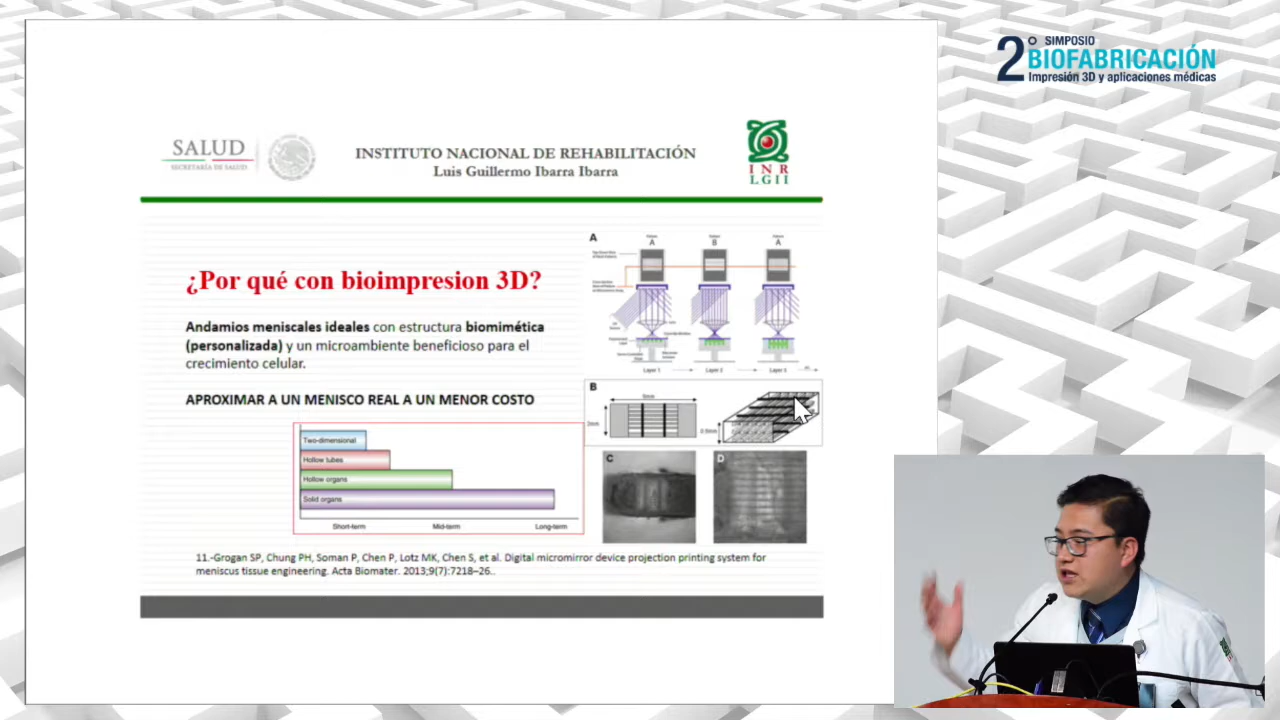 2° SIMPOSIO
BIOFABRICACIÓN
Impresión 3D y aplicaciones médicas
SALUD
SECRETARÍA DE SALUD
INSTITUTO NACIONAL DE REHABILITACIÓN
Luis Guillermo Ibarra Ibarra
INR
LGII
¿Por qué con bioimpresion 3D?
Andamios meniscales ideales con estructura biomimética
(personalizada) y un microambiente beneficioso para el
crecimiento celular.
APROXIMAR A UN MENISCO REAL A UN MENOR COSTO
Two-dimensional
Hollow tubes
Hollow organs
Solid organs
Short-term Mid-term Long-term
A
A B A
Layer 1 Layer 2 Layer 3
B
C D
11.-Grogan SP, Chung PH, Soman P, Chen P, Lotz MK, Chen S, et al. Digital micromirror device projection printing system for
meniscus tissue engineering. Acta Biomater. 2013;9(7):7218–26..